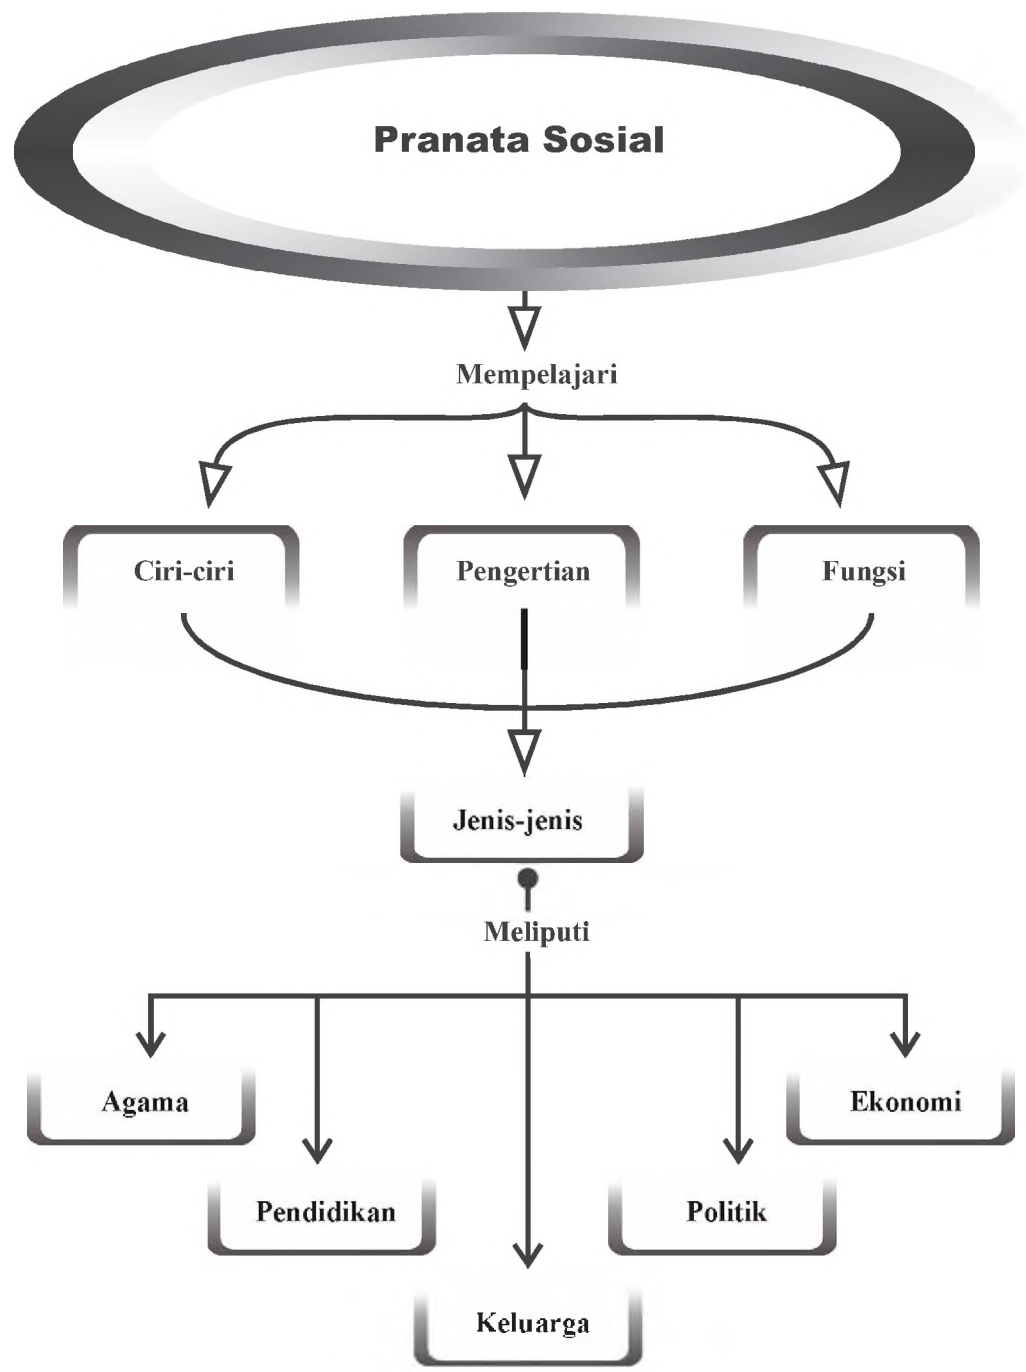 Pranata Sosial
Mempelajari
Ciri-ciri
Pengertian
Fungsi
Jenis-jenis
Meliputi
Agama
Ekonomi
Pendidikan
Politik
Keluarga